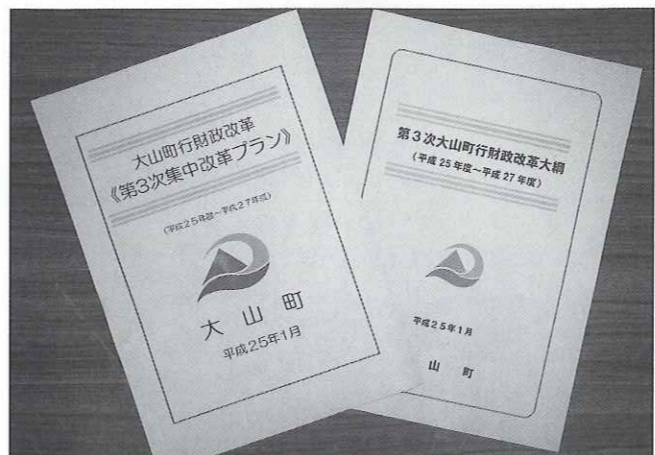 大山町行財政改革
《第3次集中改革プラン》
(平成25年度~平成27年度)
大山町
平成25年1月
第3次大山町行財政改革大綱
(平成25年度~平成27年度)
平成25年1月
山町